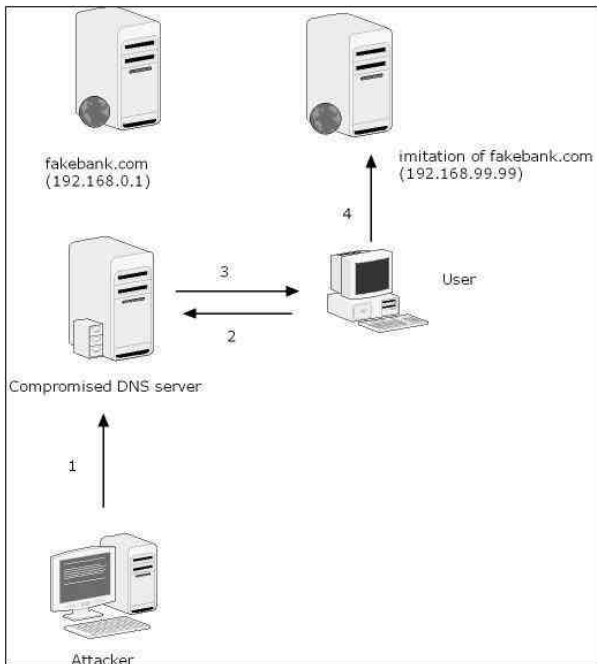 fakebank.com
(192.168.0.1)
imitation of fakebank.com
(192.168.99.99)
4
3
User
2
Compromised DNS server
1
Attacker